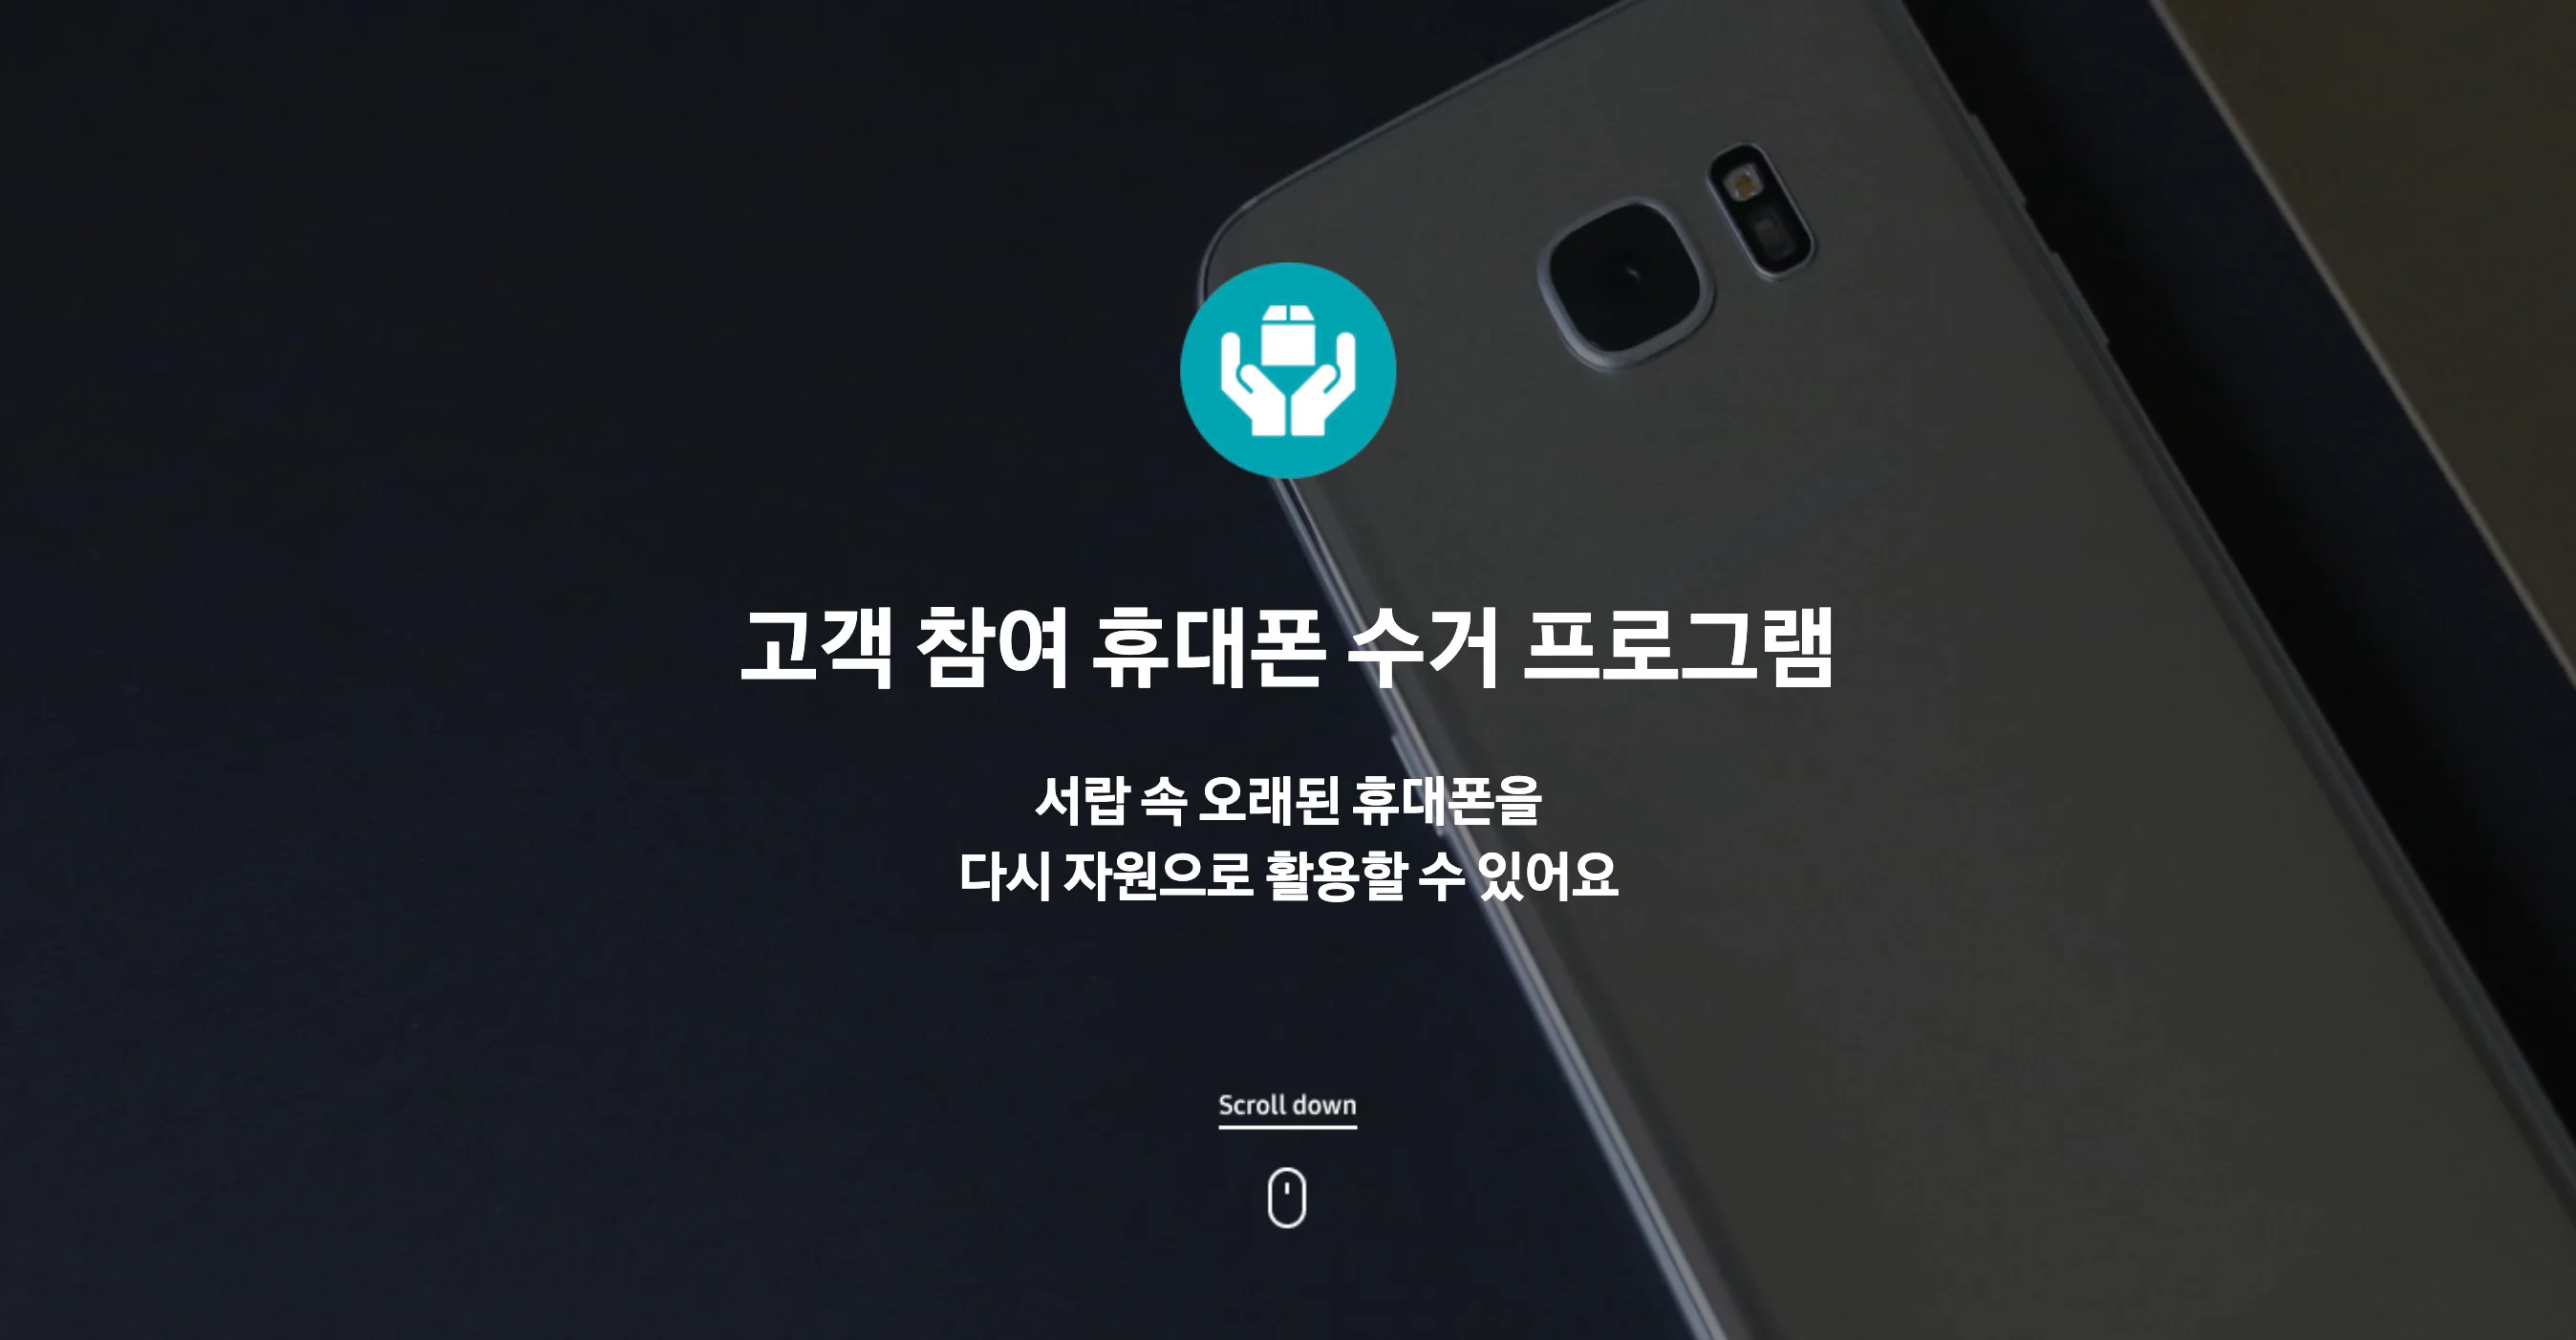 고객 참여 휴대폰 수거 프로그램
서랍 속 오래된 휴대폰을
다시 자원으로 활용할 수 있어요
Scroll down